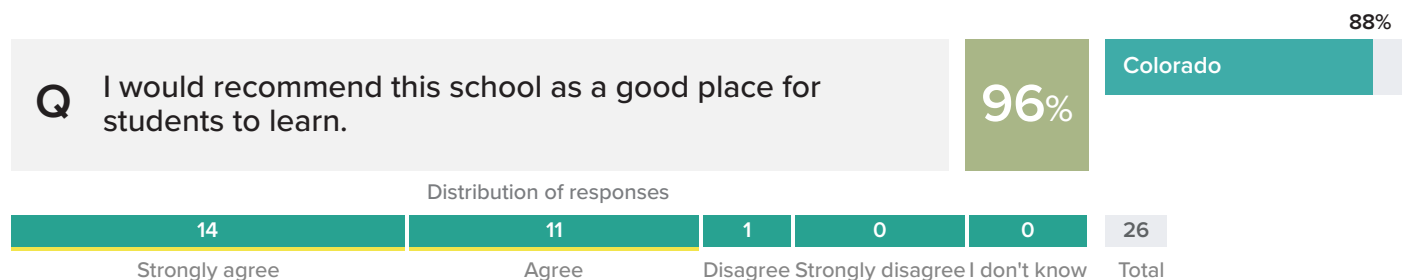 88%
Q
I would recommend this school as a good place for
students to learn.
96%
Colorado
Distribution of responses
14 11 1 0 0 26
Strongly agree Agree Disagree Strongly disagree I don't know Total